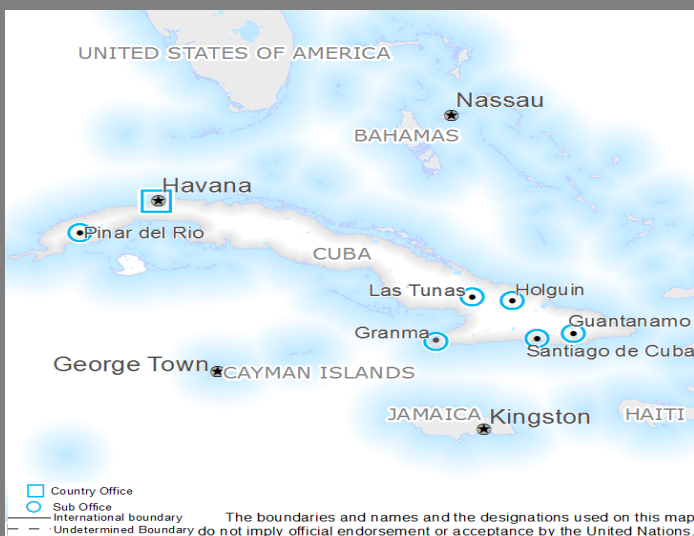 UNITED STATES OF AMERICA
Nassau
BAHAMAS
Havana
Pinar del Rio
CUBA
Las Tunas
Holguin
Guantanamo
Granma
Santiago de Cuba
George Town
CAYMAN ISLANDS
JAMAICA
Kingston
HAITI
Country Office
Sub Office
International boundary
Undetermined Boundary
The boundaries and names and the designations used on this map
do not imply official endorsement or acceptance by the United Nations.